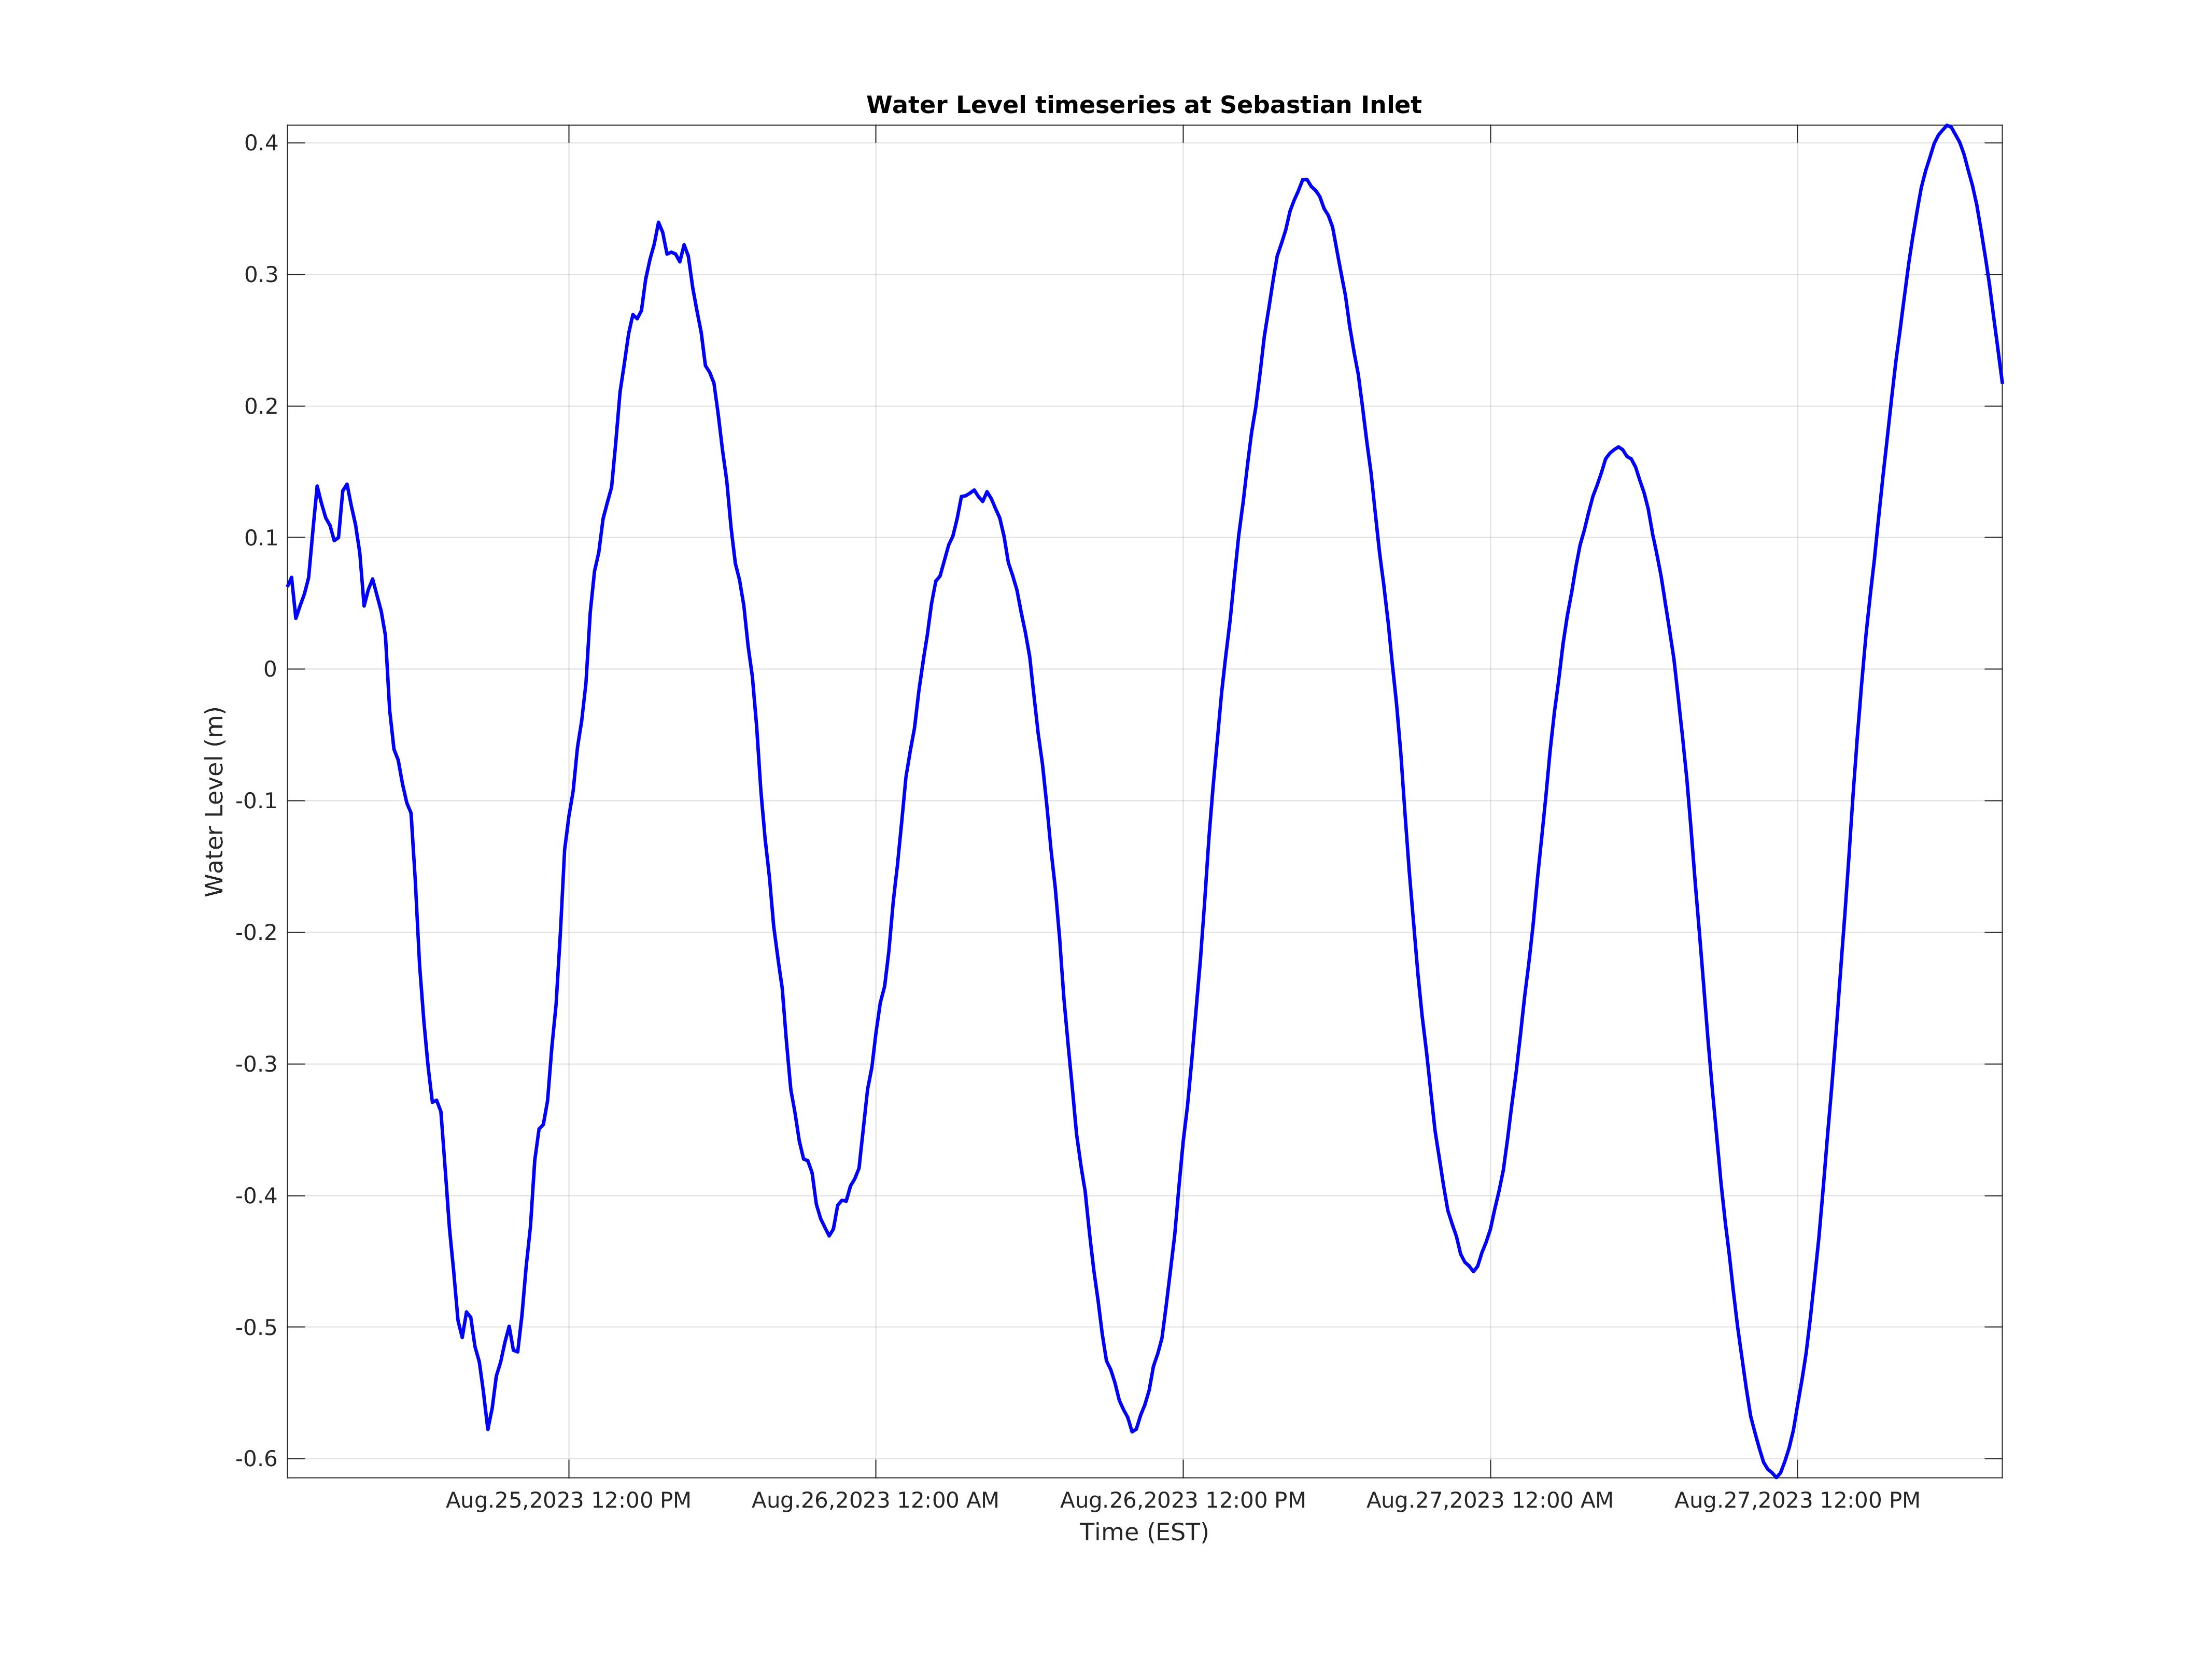 Water Level timeseries at Sebastian Inlet
0.4
0.3
0.2
0.1
0
-0.1
-0.2
-0.3
-0.4
-0.5
-0.6
Water Level (m)
Aug.25,2023 12:00 PM
Aug.26,2023 12:00 AM
Aug.26,2023 12:00 PM
Aug.27,2023 12:00 AM
Aug.27,2023 12:00 PM
Time (EST)